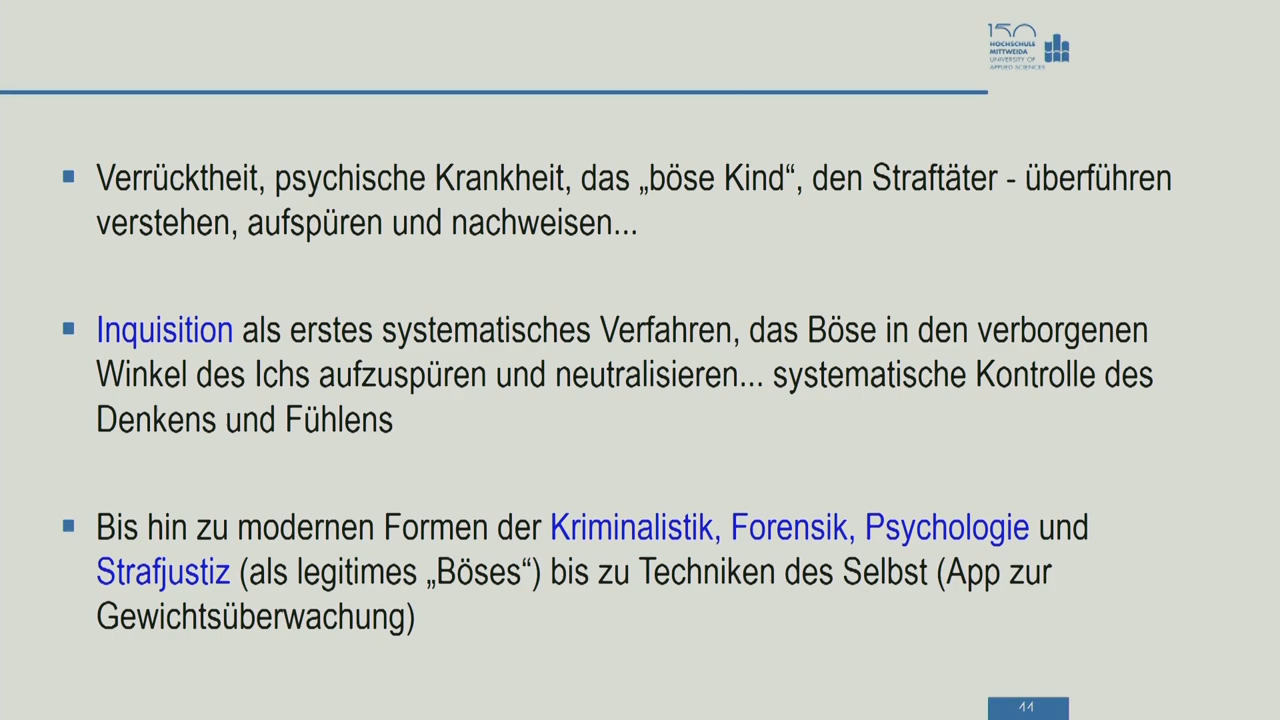 150
HOCHSCHULE
MITTWEIDA
UNIVERSITY OF
APPLIED SCIENCES
Verrücktheit, psychische Krankheit, das „böse Kind“, den Straftäter - überführen
verstehen, aufspüren und nachweisen...
Inquisition als erstes systematisches Verfahren, das Böse in den verborgenen
Winkel des Ichs aufzuspüren und neutralisieren... systematische Kontrolle des
Denkens und Fühlens
Bis hin zu modernen Formen der Kriminalistik, Forensik, Psychologie und
Strafjustiz (als legitimes „Böses“) bis zu Techniken des Selbst (App zur
Gewichtsüberwachung)
44